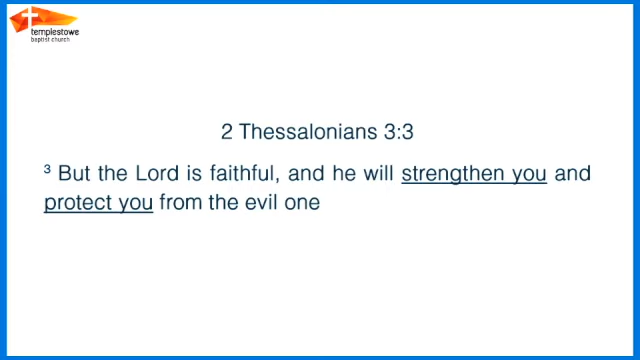 templestowe
baptist church
2 Thessalonians 3:3
³ But the Lord is faithful, and he will strengthen you and
protect you from the evil one